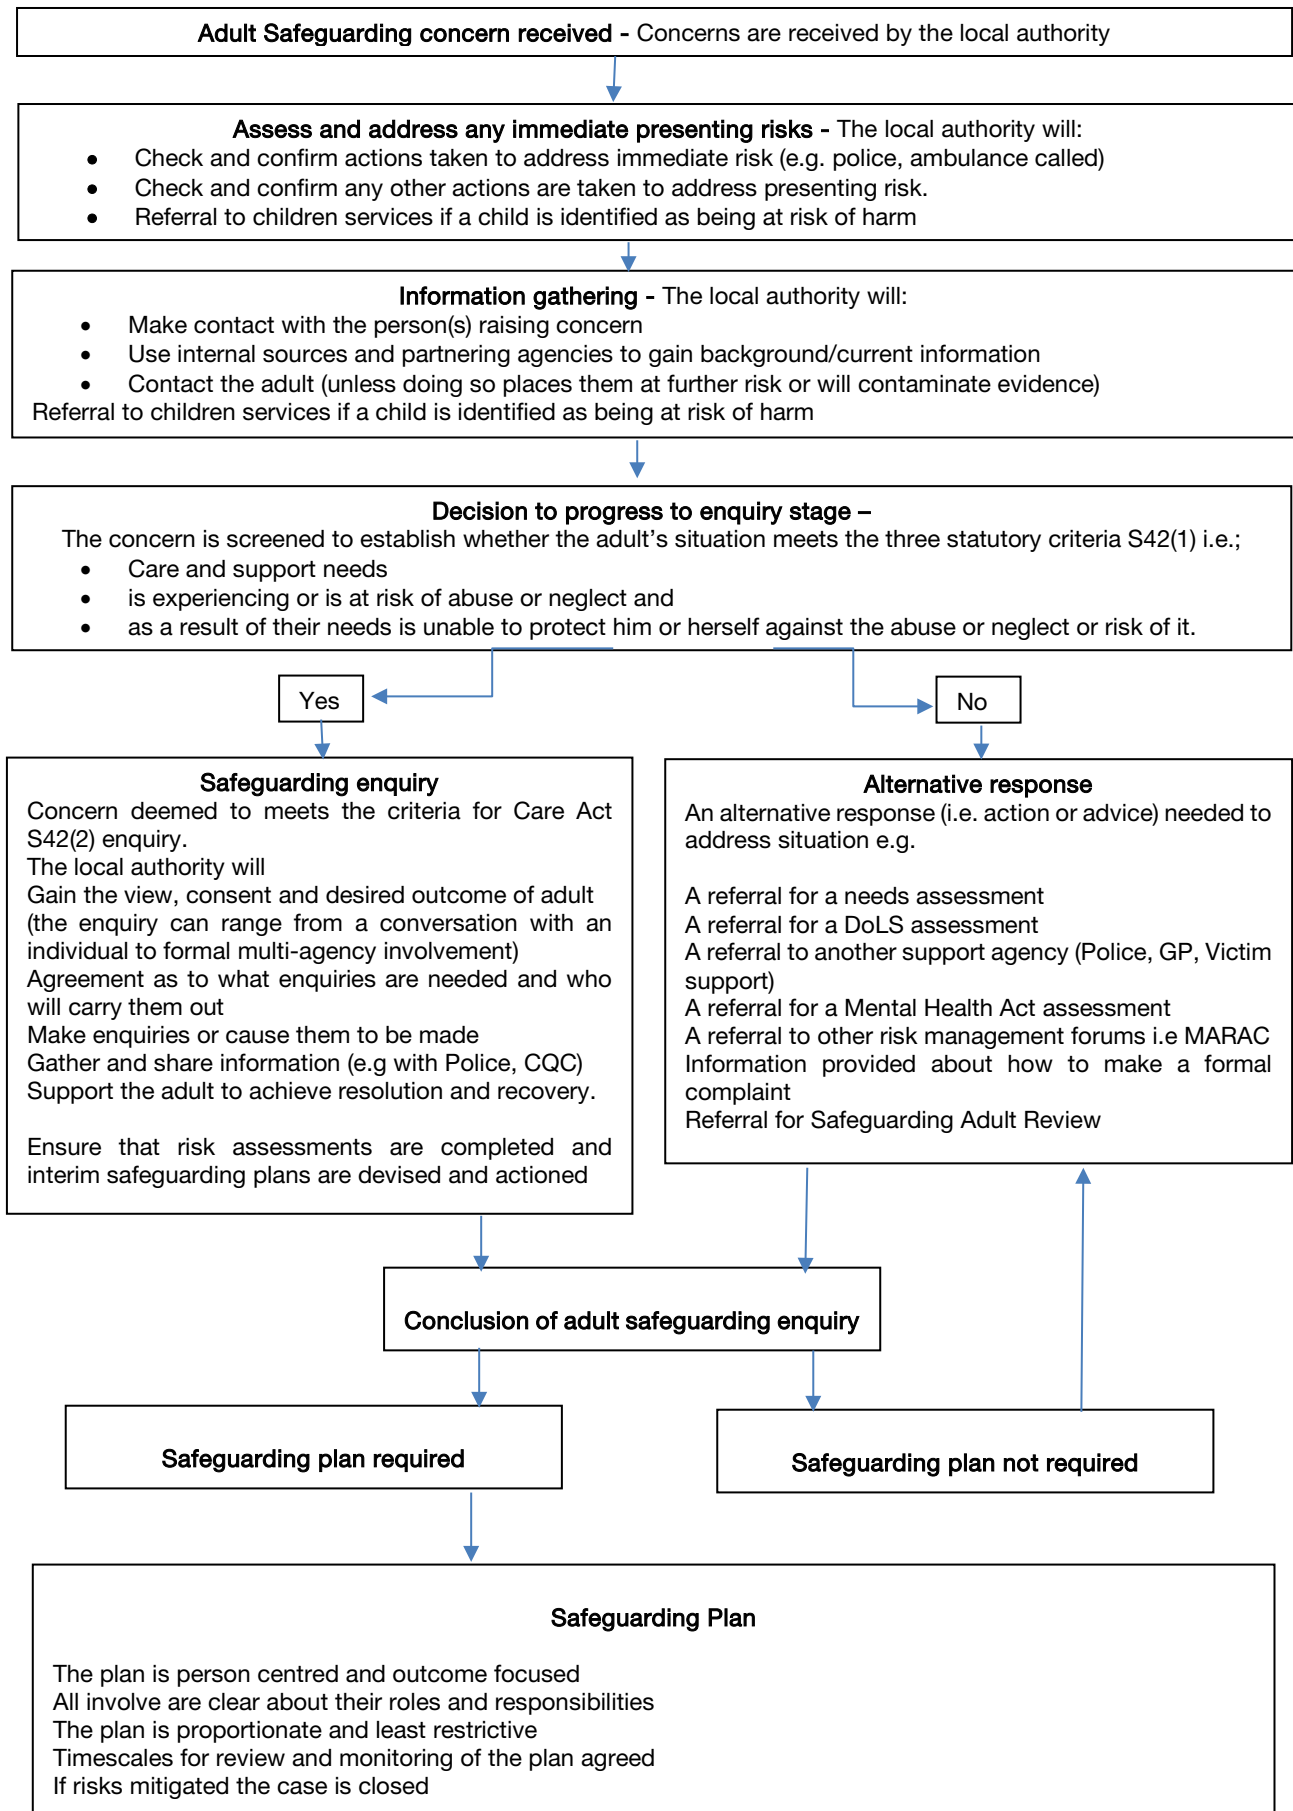 Adult Safeguarding concern received - Concerns are received by the local authority
Assess and address any immediate presenting risks - The local authority will:
● Check and confirm actions taken to address immediate risk (e.g. police, ambulance called)
● Check and confirm any other actions are taken to address presenting risk.
● Referral to children services if a child is identified as being at risk of harm
Information gathering - The local authority will:
• Make contact with the person(s) raising concern
• Use internal sources and partnering agencies to gain background/current information
• Contact the adult (unless doing so places them at further risk or will contaminate evidence)
Referral to children services if a child is identified as being at risk of harm
Decision to progress to enquiry stage –
The concern is screened to establish whether the adult's situation meets the three statutory criteria S42(1) i.e.;
• Care and support needs
• is experiencing or is at risk of abuse or neglect and
• as a result of their needs is unable to protect him or herself against the abuse or neglect or risk of it.
Yes
No
Safeguarding enquiry
Concern deemed to meets the criteria for Care Act
S42(2) enquiry.
The local authority will
Gain the view, consent and desired outcome of adult
(the enquiry can range from a conversation with an
individual to formal multi-agency involvement)
Agreement as to what enquiries are needed and who
will carry them out
Make enquiries or cause them to be made
Gather and share information (e.g with Police, CQC)
Support the adult to achieve resolution and recovery.
Ensure that risk assessments are completed and
interim safeguarding plans are devised and actioned
Alternative response
An alternative response (i.e. action or advice) needed to
address situation e.g.
A referral for a needs assessment
A referral for a DoLS assessment
A referral to another support agency (Police, GP, Victim
support)
A referral for a Mental Health Act assessment
A referral to other risk management forums i.e MARAC
Information provided about how to make a formal
complaint
Referral for Safeguarding Adult Review
Conclusion of adult safeguarding enquiry
Safeguarding plan required
Safeguarding plan not required
Safeguarding Plan
The plan is person centred and outcome focused
All involve are clear about their roles and responsibilities
The plan is proportionate and least restrictive
Timescales for review and monitoring of the plan agreed
If risks mitigated the case is closed